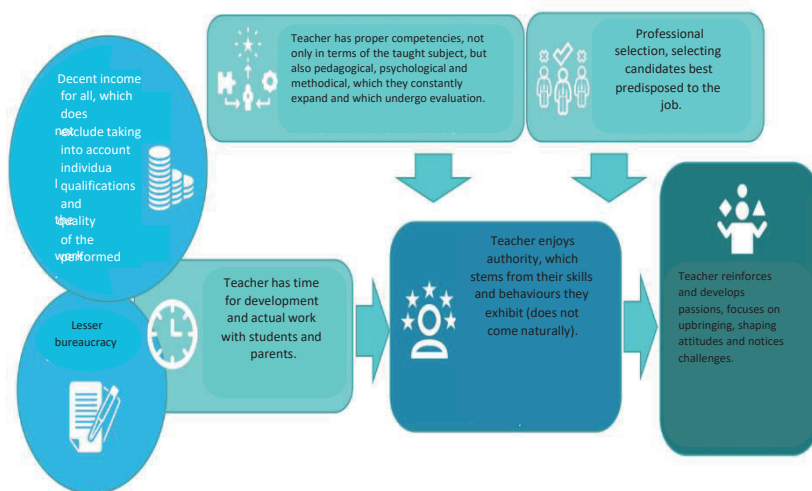 Decent income
for all, which
does
not
exclude taking
into account
individua
l
qualifications
and
the
quality
of the
performed
work
.
Teacher has proper competencies, not
only in terms of the taught subject, but
also pedagogical, psychological and
methodical, which they constantly
expand and which undergo evaluation.
Professional
selection, selecting
candidates best
predisposed to the
job.
Lesser
bureaucracy
Teacher has time
for development
and actual work
with students and
parents.
Teacher enjoys
authority, which
stems from their skills
and behaviours they
exhibit (does not
come naturally).
.
Teacher reinforces
and develops
passions, focuses on
upbringing, shaping
attitudes and notices
challenges.